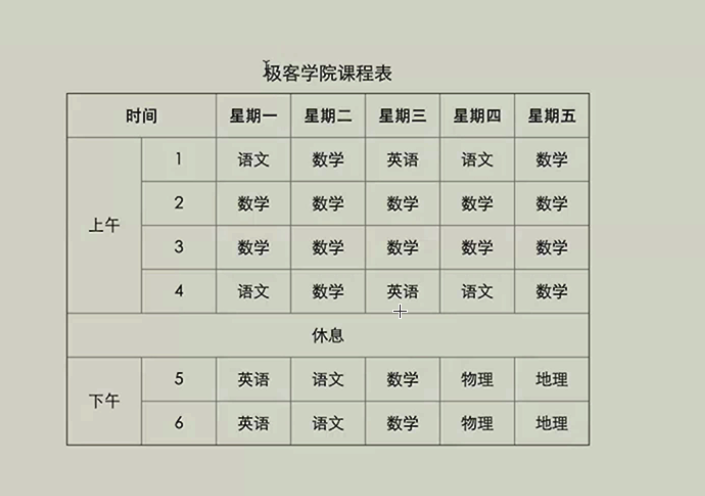 极客学院课程表
时间 星期一 星期二 星期三 星期四 星期五
上午 1 语文 数学 英语 语文 数学
2 数学 数学 数学 数学 数学
3 数学 数学 数学 数学 数学
4 语文 数学 英语 语文 数学
休息
下午 5 英语 语文 数学 物理 地理
6 英语 语文 数学 物理 地理